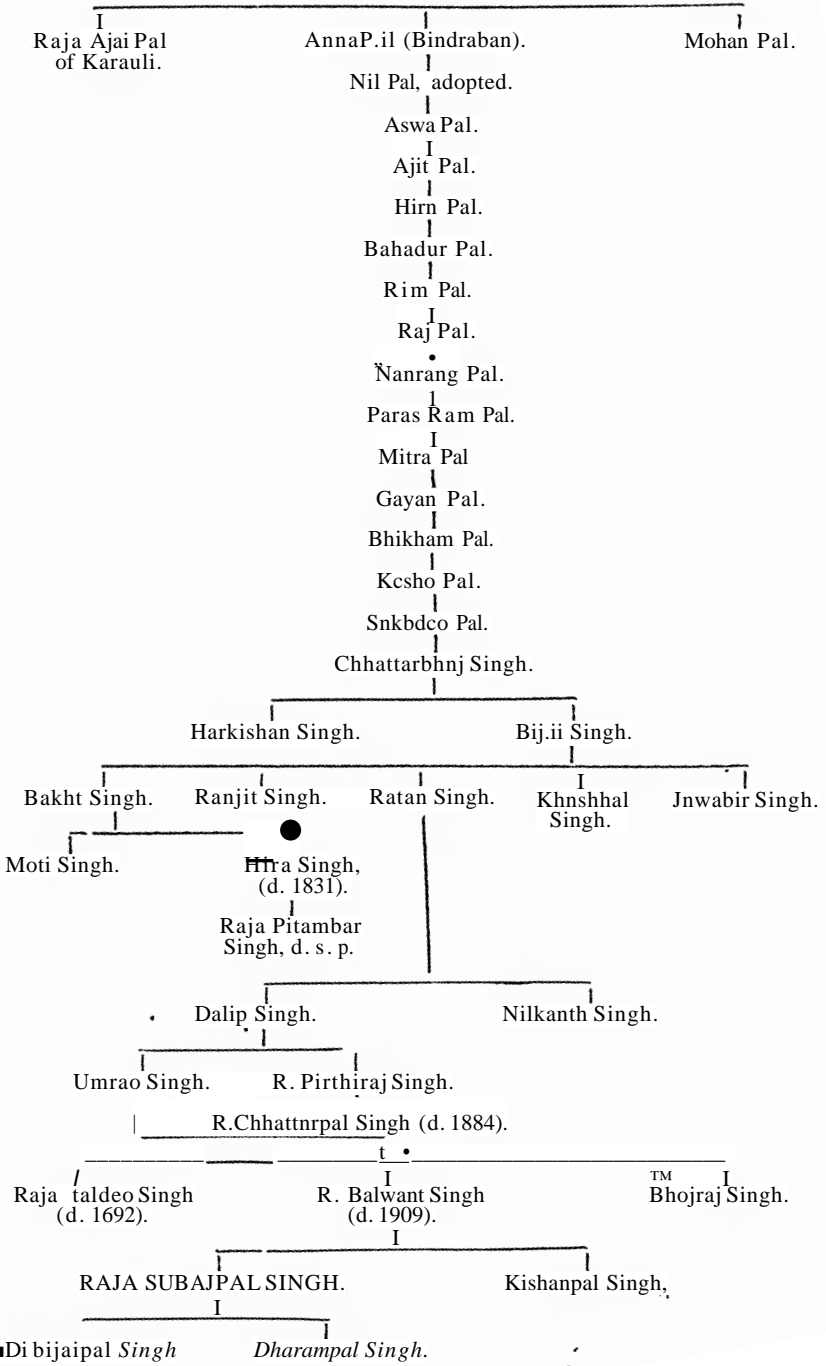 Raja Ajai Pal AnnaP.il (Bindraban). Mohan Pal.
of Karauli.
Nil Pal, adopted.
Aswa Pal.
Ajit Pal.
Hirn Pal.
Bahadur Pal.
Rim Pal.
Raj Pal.
Nanrang Pal.
Paras Ram Pal.
Mitra Pal
Gayan Pal.
Bhikham Pal.
Kcsho Pal.
Snkbdco Pal.
Chhattarbhnj Singh.
Harkishan Singh. Bij.ii Singh.
Bakht Singh. Ranjit Singh. Ratan Singh. Khnshhal Jnwabir Singh.
Singh.
Moti Singh. Hira Singh,
(d. 1831).
Raja Pitambar
Singh, d. s. p.
Dalip Singh. Nilkanth Singh.
Umrao Singh. R. Pirthiraj Singh.
R.Chhattnrpal Singh (d. 1884).
Raja taldeo Singh R. Balwant Singh Bhojraj Singh.
(d. 1692). (d. 1909).
RAJA SUBAJPAL SINGH. Kishanpal Singh,
Di bijaipal Singh Dharampal Singh.